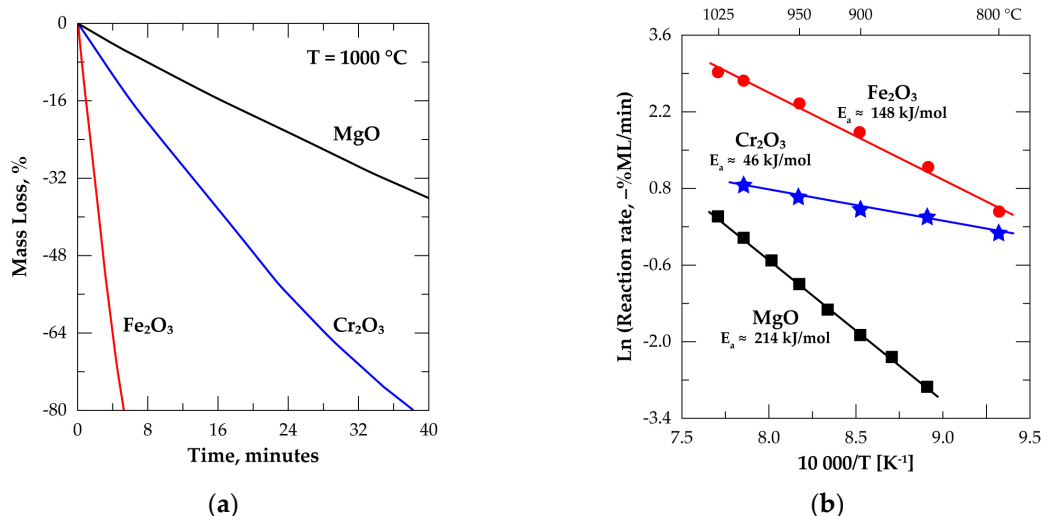 0
-16
-32
-48
-64
-80
Mass Loss, %
T = 1000 °C
MgO
Fe₂O₃
Cr₂O₃
0 8 16 24 32 40
Time, minutes
(a)
1025 950 900 800 °C
3.6
2.2
0.8
-0.6
-2.0
-3.4
Ln (Reaction rate, −%ML/min)
Fe₂O₃
Eₐ ≈ 148 kJ/mol
Cr₂O₃
Eₐ ≈ 46 kJ/mol
MgO
Eₐ ≈ 214 kJ/mol
7.5 8.0 8.5 9.0 9.5
10 000/T [K⁻¹]
(b)